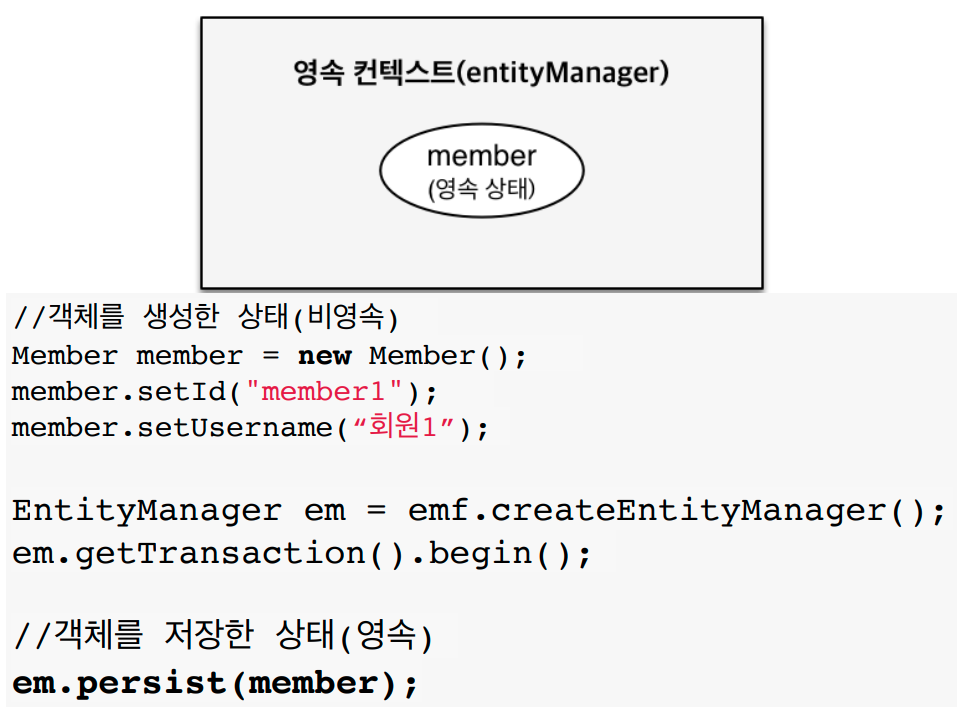 영속 컨텍스트(entityManager)
member
(영속 상태)
//객체를 생성한 상태(비영속)
Member member = new Member();
member.setId("member1");
member.setUsername(“회원1”);
EntityManager em = emf.createEntityManager();
em.getTransaction().begin();
//객체를 저장한 상태(영속)
em.persist(member);